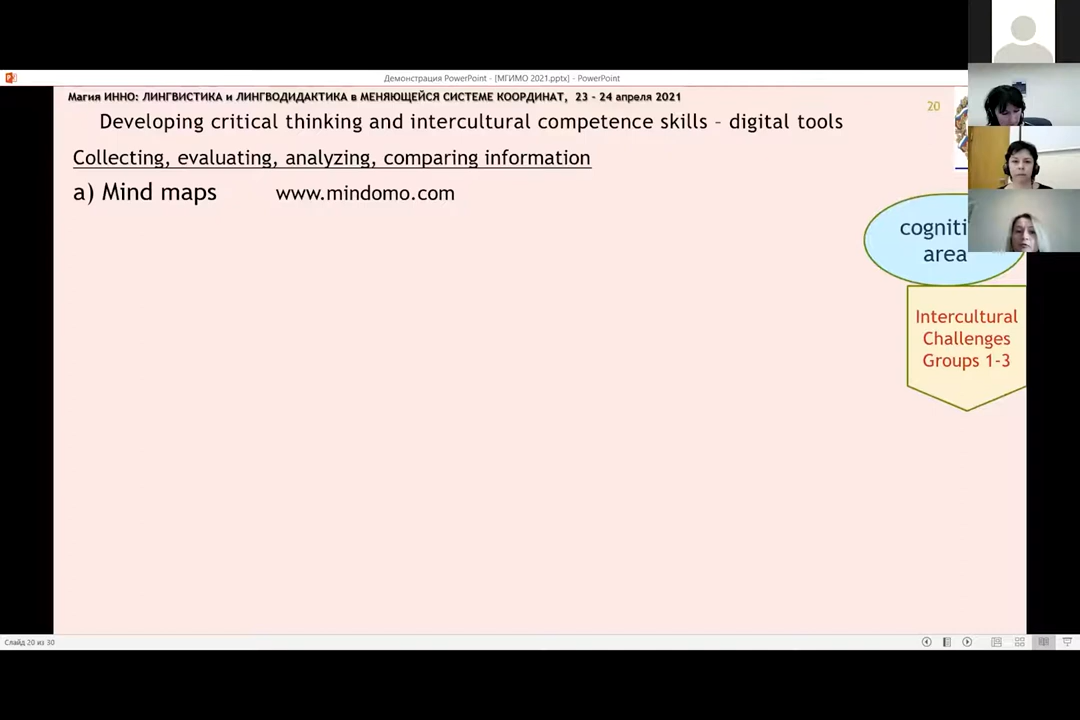 Демонстрация PowerPoint - [МГИМО 2021.pptx] - PowerPoint
Магия ИННО: ЛИНГВИСТИКА и ЛИНГВОДИДАКТИКА в МЕНЯЮЩЕЙСЯ СИСТЕМЕ КООРДИНАТ, 23 - 24 апреля 2021
20
Developing critical thinking and intercultural competence skills – digital tools
Collecting, evaluating, analyzing, comparing information
a) Mind maps www.mindomo.com
cogniti
area
Intercultural
Challenges
Groups 1-3
Слайд 20 из 30